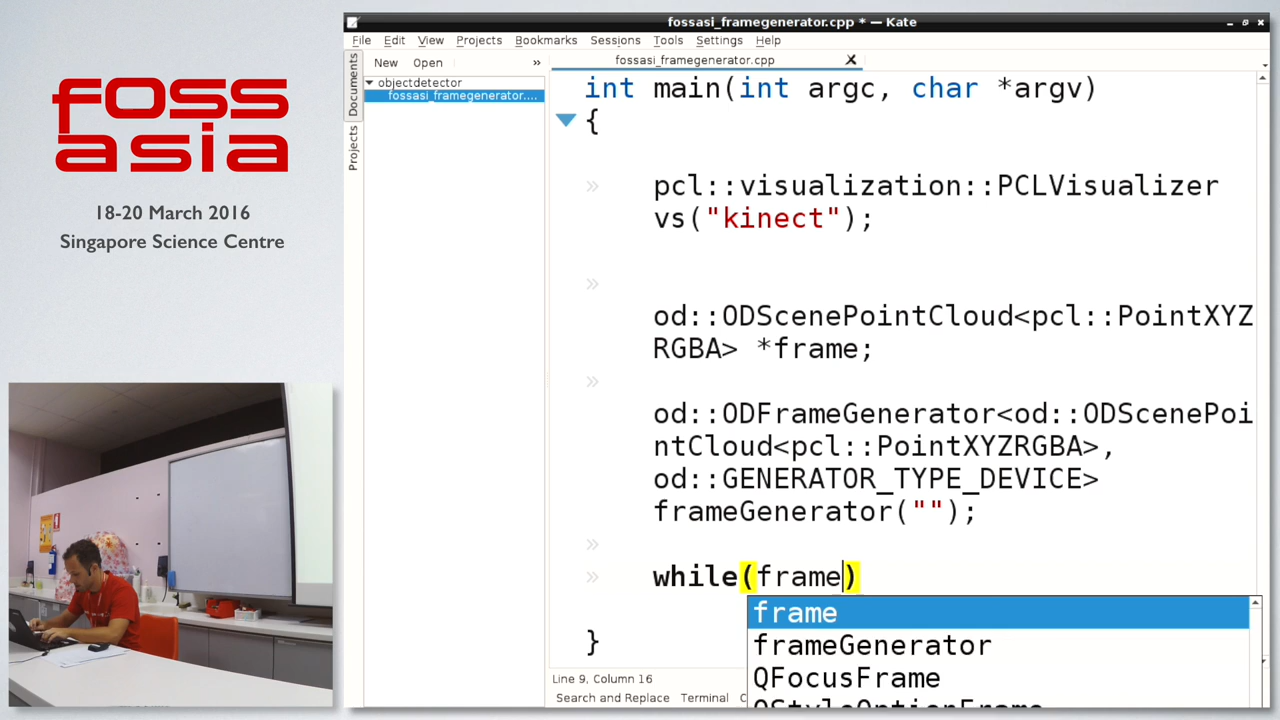 foss
asia
18-20 March 2016
Singapore Science Centre
fossasi_framegenerator.cpp * — Kate
File Edit View Projects Bookmarks Sessions Tools Settings Help
New Open »
fossasi_framegenerator.cpp
Documents
Projects
objectdetector
fossasi_framegenerator....
int main(int argc, char *argv)
{
» pcl::visualization::PCLVisualizer
vs("kinect");
»
od::ODScenePointCloud<pcl::PointXYZ
RGBA> *frame;
»
od::ODFrameGenerator<od::ODScenePoi
ntCloud<pcl::PointXYZRGBA>,
od::GENERATOR_TYPE_DEVICE>
frameGenerator("");
»
» while(frame)
frame
frameGenerator
QFocusFrame
QStyleOptionFrame
}
Line 9, Column 16
Search and Replace Terminal